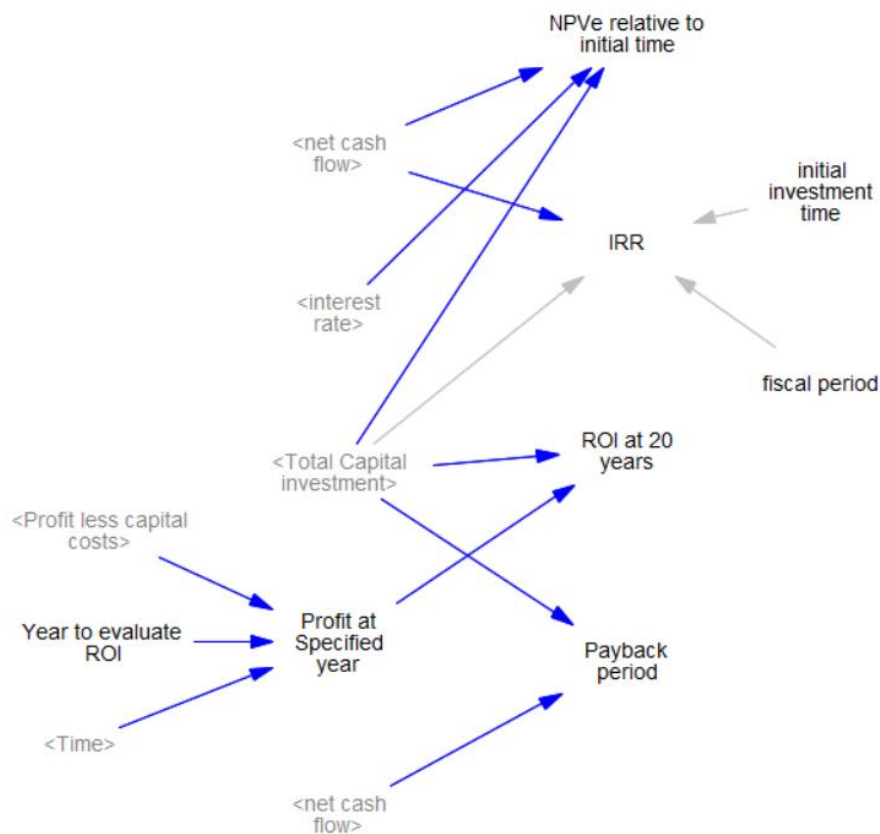 NPVe relative to
initial time
<net cash
flow>
initial
investment
time
IRR
<interest
rate>
fiscal period
ROI at 20
years
<Total Capital
investment>
<Profit less capital
costs>
Year to evaluate
ROI
Profit at
Specified
year
Payback
period
<Time>
<net cash
flow>